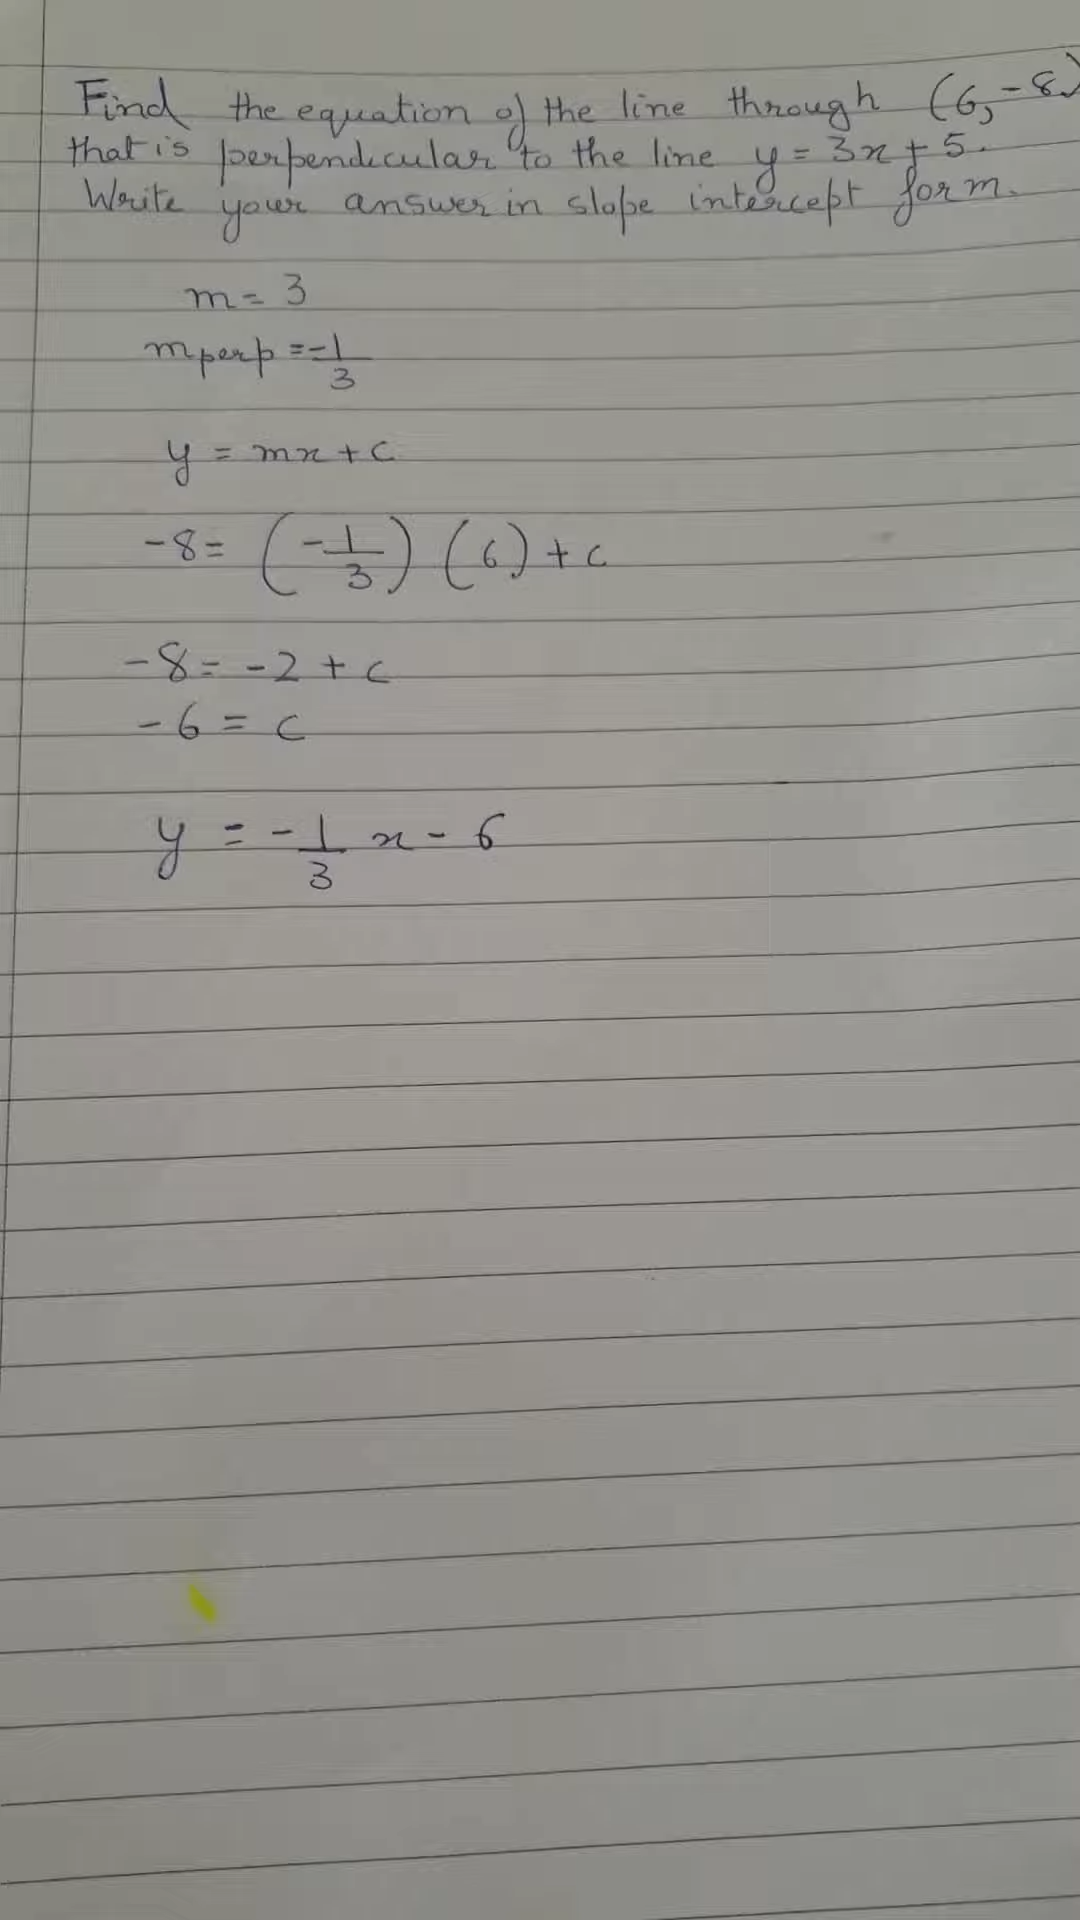 Find the equation of the line through (6, -8)
that is perpendicular to the line y = 3x + 5.
Write your answer in slope intercept form.
m = 3
m perp = -1/3
y = mx + c
-8 = (-1/3) (6) + c
-8 = -2 + c
-6 = c
y = -1/3 x - 6